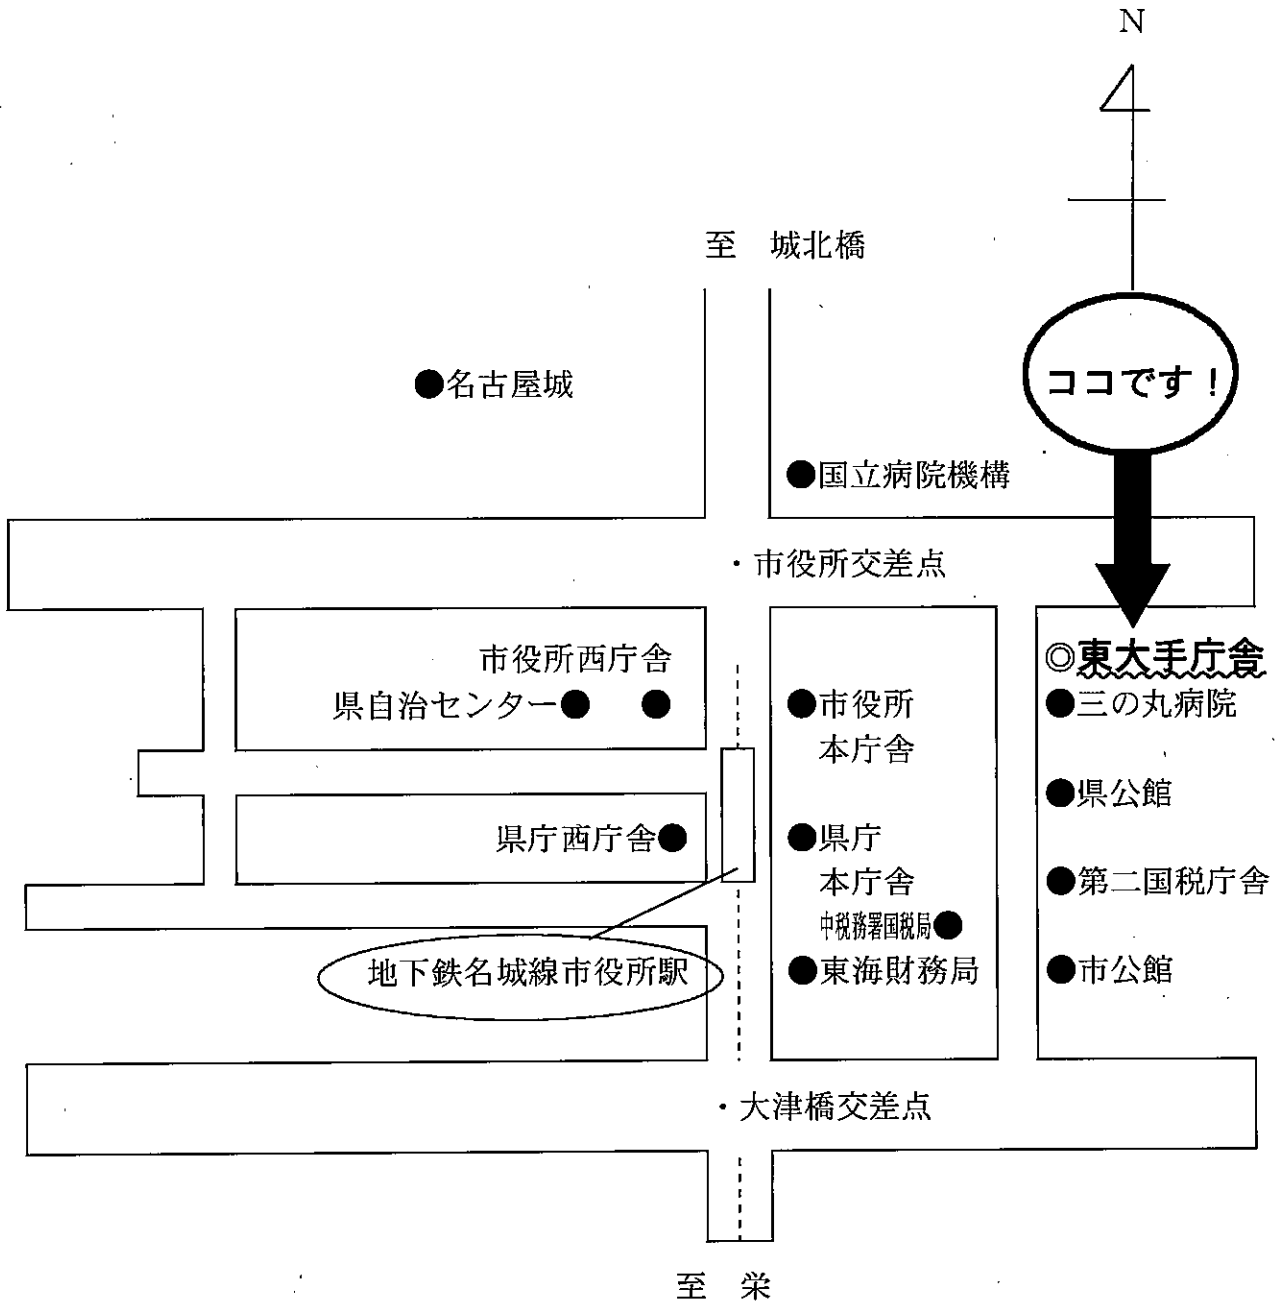 N
至　城北橋
ココです！
●名古屋城
●国立病院機構
・市役所交差点
市役所西庁舎
県自治センター●　●
◎東大手庁舎
●市役所
本庁舎
●三の丸病院
●県公館
県庁西庁舎●
●県庁
本庁舎
●第二国税庁舎
中税務署国税局●
地下鉄名城線市役所駅
●東海財務局
●市公館
・大津橋交差点
至　栄